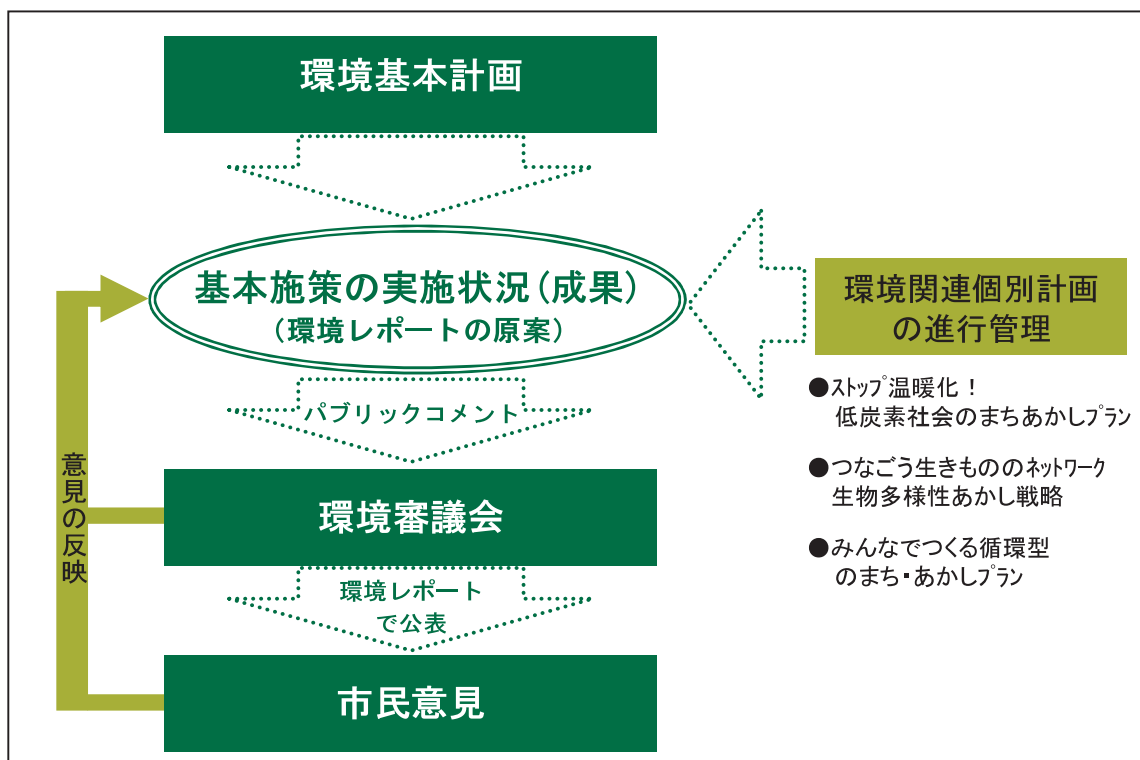 環境基本計画
基本施策の実施状況（成果）
（環境レポートの原案）
パブリックコメント
環境審議会
環境レポート
で公表
市民意見
意見の反映
環境関連個別計画
の進行管理
●ストップ温暖化！
低炭素社会のまちあかしプラン
●つなごう生きもののネットワーク
生物多様性あかし戦略
●みんなでつくる循環型
のまち・あかしプラン